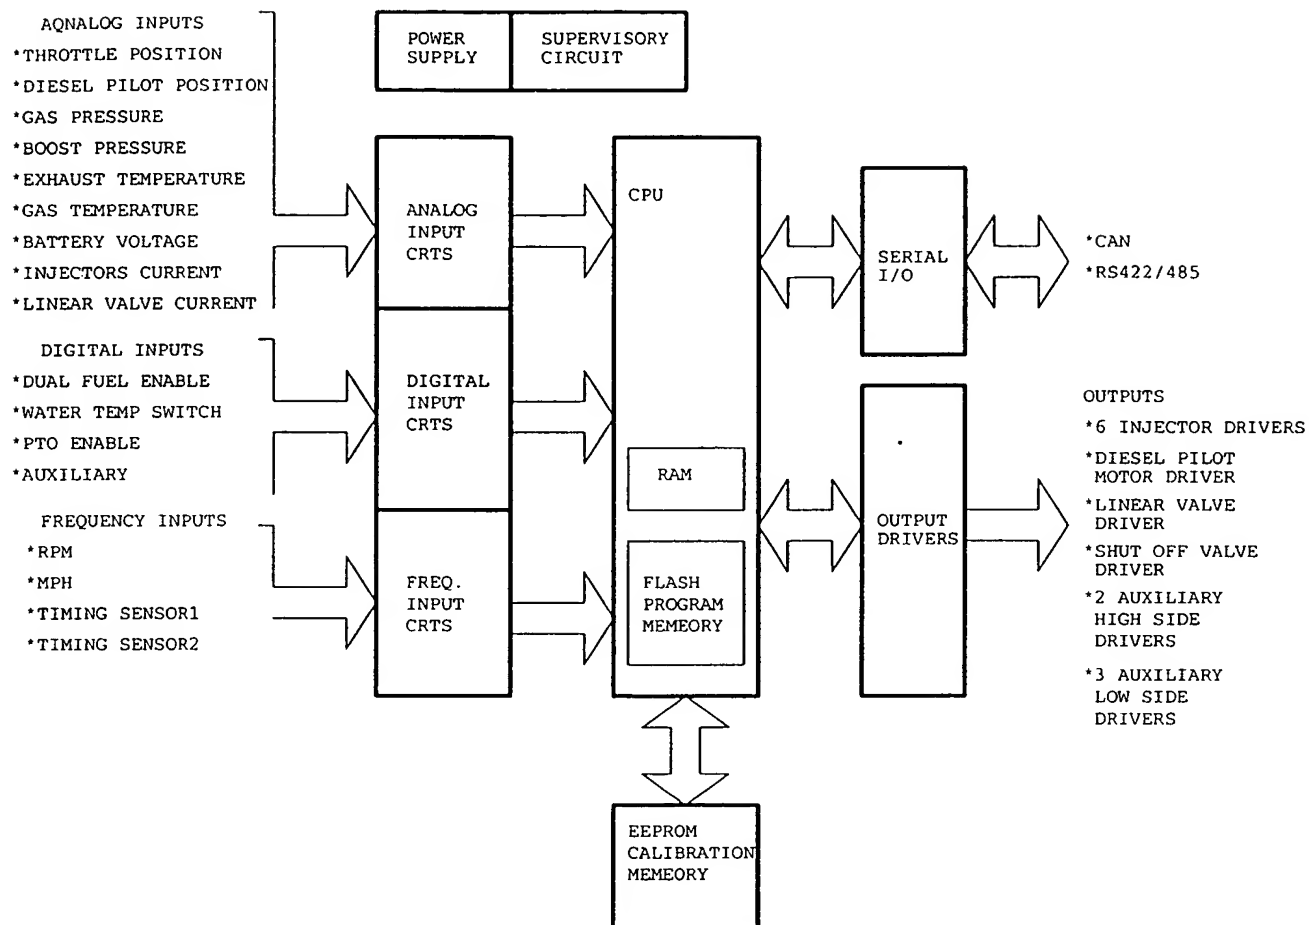 AQNALOG INPUTS
*THROTTLE POSITION
*DIESEL PILOT POSITION
*GAS PRESSURE
*BOOST PRESSURE
*EXHAUST TEMPERATURE
*GAS TEMPERATURE
*BATTERY VOLTAGE
*INJECTORS CURRENT
*LINEAR VALVE CURRENT
DIGITAL INPUTS
*DUAL FUEL ENABLE
*WATER TEMP SWITCH
*PTO ENABLE
*AUXILIARY
FREQUENCY INPUTS
*RPM
*MPH
*TIMING SENSOR1
*TIMING SENSOR2
POWER
SUPPLY
SUPERVISORY
CIRCUIT
ANALOG
INPUT
CRTS
DIGITAL
INPUT
CRTS
FREQ.
INPUT
CRTS
CPU
RAM
FLASH
PROGRAM
MEMEORY
EEPROM
CALIBRATION
MEMEORY
SERIAL
I/O
OUTPUT
DRIVERS
*CAN
*RS422/485
OUTPUTS
*6 INJECTOR DRIVERS
*DIESEL PILOT
MOTOR DRIVER
*LINEAR VALVE
DRIVER
*SHUT OFF VALVE
DRIVER
*2 AUXILIARY
HIGH SIDE
DRIVERS
*3 AUXILIARY
LOW SIDE
DRIVERS